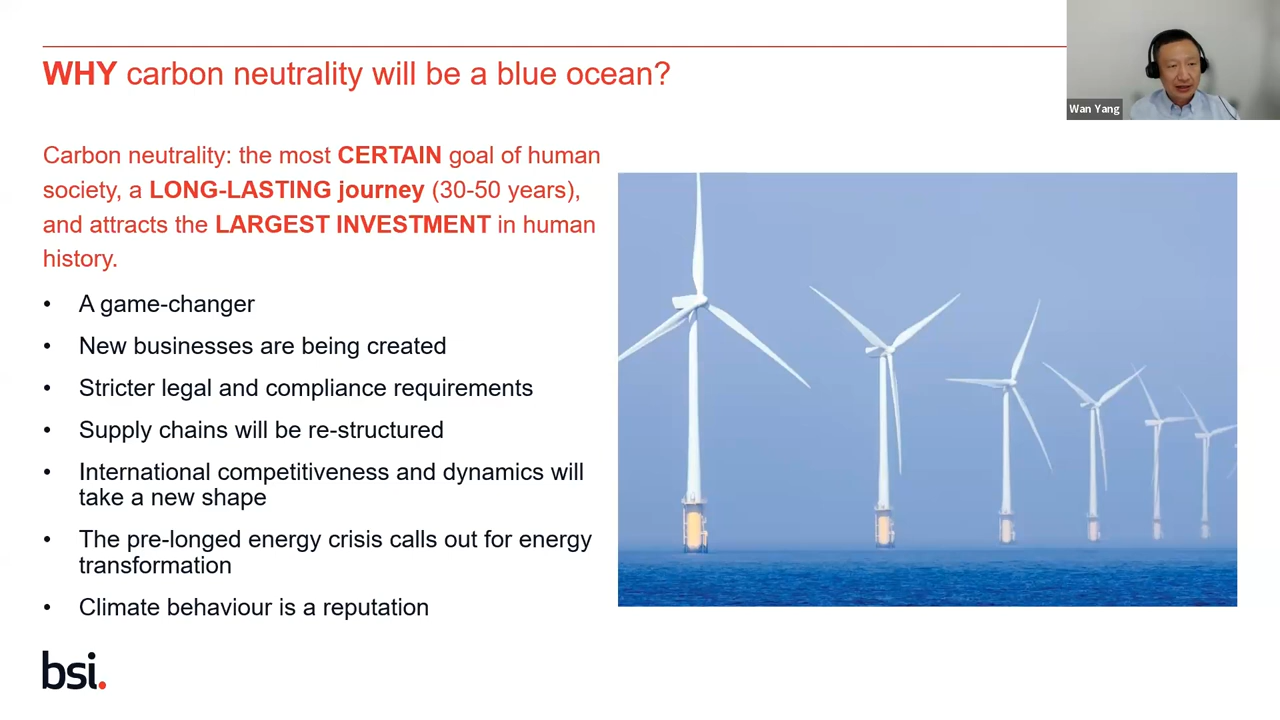 WHY carbon neutrality will be a blue ocean?
Wan Yang
Carbon neutrality: the most CERTAIN goal of human
society, a LONG-LASTING journey (30-50 years),
and attracts the LARGEST INVESTMENT in human
history.
• A game-changer
• New businesses are being created
• Stricter legal and compliance requirements
• Supply chains will be re-structured
• International competitiveness and dynamics will
take a new shape
• The pre-longed energy crisis calls out for energy
transformation
• Climate behaviour is a reputation
bsi.